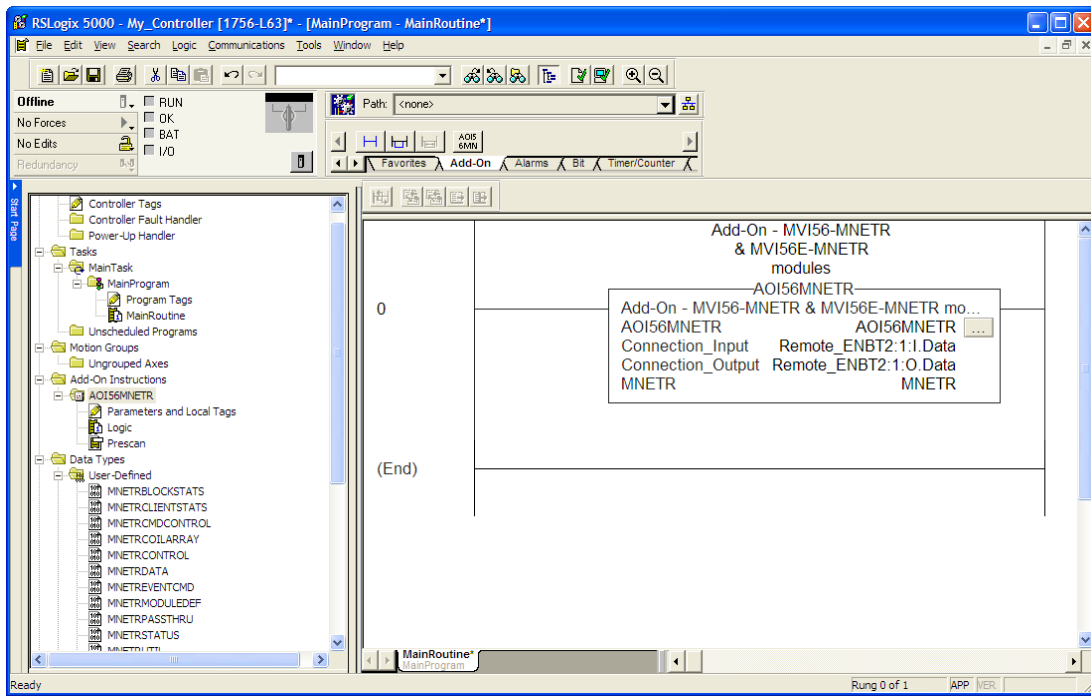 RSLogix 5000 - My_Controller [1756-L63]* - [MainProgram - MainRoutine*]
File Edit View Search Logic Communications Tools Window Help
Offline
RUN
No Forces
OK
No Edits
BAT
Redundancy
I/O
Path: <none>
AOI5
6MN
Favorites Add-On Alarms Bit Timer/Counter
Start Page
Controller Tags
Controller Fault Handler
Power-Up Handler
Tasks
MainTask
MainProgram
Program Tags
MainRoutine
Unscheduled Programs
Motion Groups
Ungrouped Axes
Add-On Instructions
AOI56MNETR
Parameters and Local Tags
Logic
Prescan
Data Types
User-Defined
MNETRBLOCKSTATS
MNETRCLIENTSTATS
MNETRCMDCONTROL
MNETRCOILARRAY
MNETRCONTROL
MNETRDATA
MNETREVENTCMD
MNETRMODULEDEF
MNETRPASSTHRU
MNETRSTATUS
MNETRUTIL
Add-On - MVI56-MNETR
& MVI56E-MNETR
modules
AOI56MNETR
0
Add-On - MVI56-MNETR & MVI56E-MNETR mo...
AOI56MNETR AOI56MNETR ...
Connection_Input Remote_ENBT2:1:I.Data
Connection_Output Remote_ENBT2:1:O.Data
MNETR MNETR
(End)
MainRoutine*
MainProgram
Ready
Rung 0 of 1 APP VER